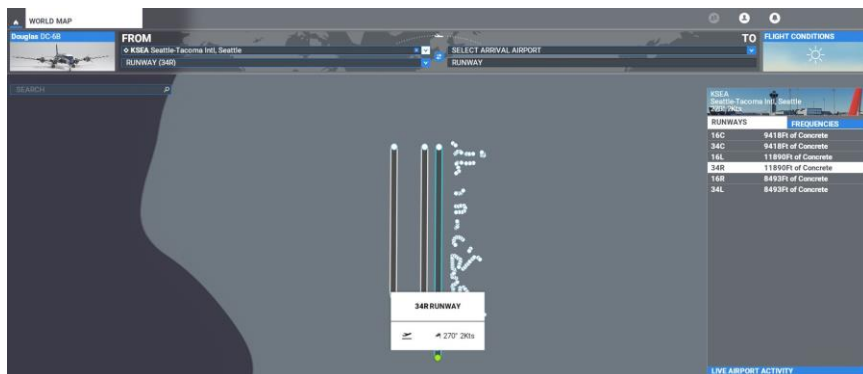 WORLD MAP
Douglas DC-6B
FROM
KSEA Seattle-Tacoma Intl, Seattle
RUNWAY (34R)
TO
SELECT ARRIVAL AIRPORT
RUNWAY
FLIGHT CONDITIONS
SEARCH
KSEA
Seattle-Tacoma Intl, Seattle
270° 2Kts
RUNWAYS
FREQUENCIES
16C 9418Ft of Concrete
34C 9418Ft of Concrete
16L 11890Ft of Concrete
34R 11890Ft of Concrete
16R 8493Ft of Concrete
34L 8493Ft of Concrete
34R RUNWAY
270° 2Kts
LIVE AIRPORT ACTIVITY